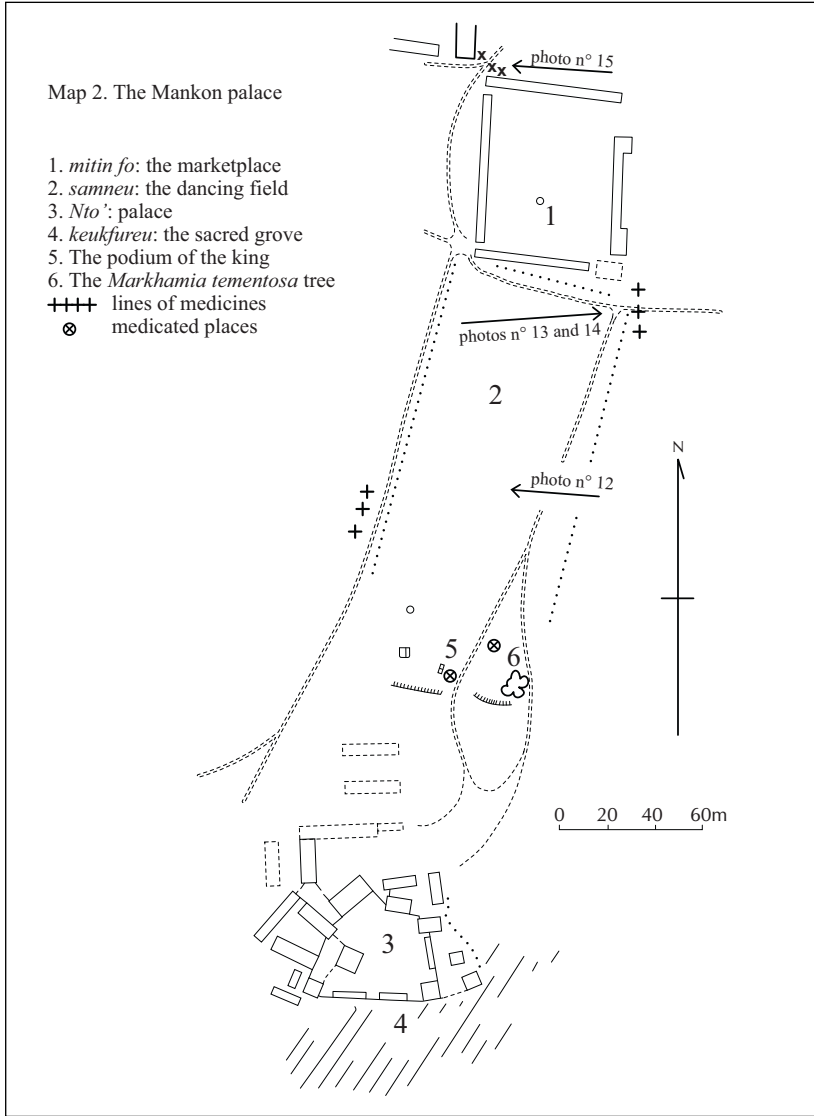 Map 2. The Mankon palace
1. mitin fo: the marketplace
2. samneu: the dancing field
3. Nto’: palace
4. keukfureu: the sacred grove
5. The podium of the king
6. The Markhamia tementosa tree
lines of medicines
medicated places
x
x
x
photo n° 15
1
photos n° 13 and 14
2
N
photo n° 12
5
6
0 20 40 60m
3
4